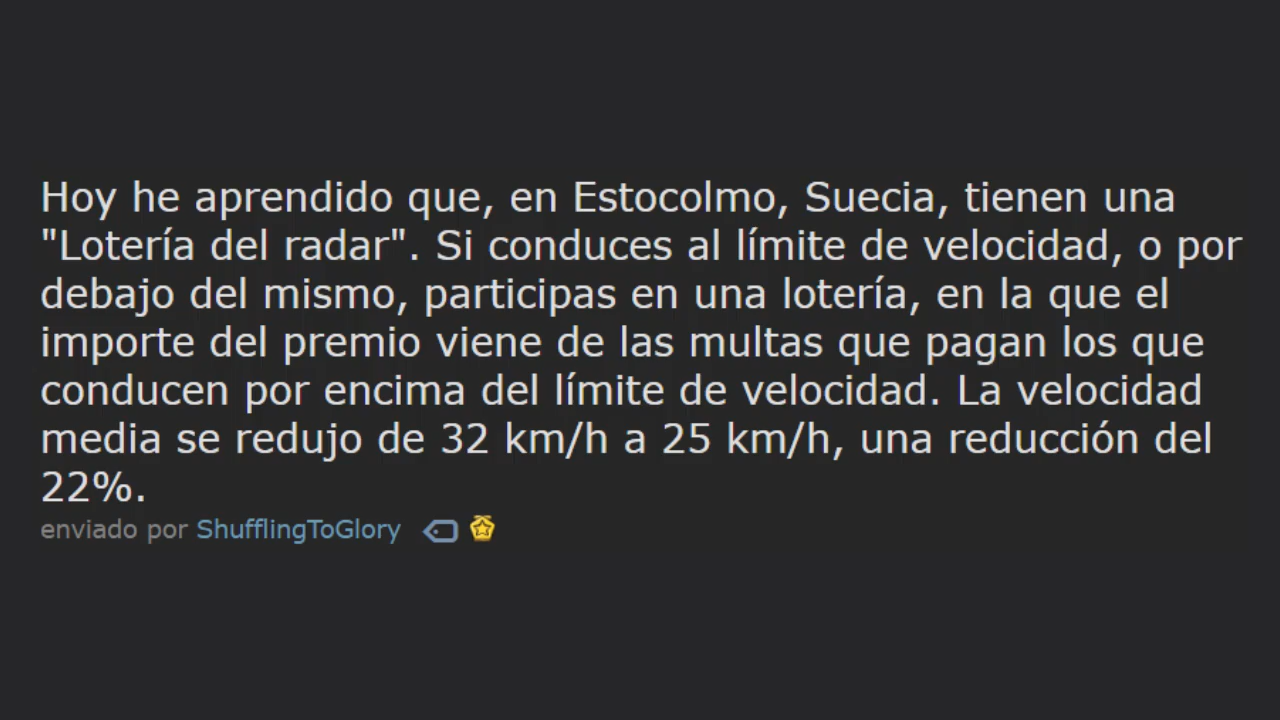 Hoy he aprendido que, en Estocolmo, Suecia, tienen una
"Lotería del radar". Si conduces al límite de velocidad, o por
debajo del mismo, participas en una lotería, en la que el
importe del premio viene de las multas que pagan los que
conducen por encima del límite de velocidad. La velocidad
media se redujo de 32 km/h a 25 km/h, una reducción del
22%.
enviado por ShufflingToGlory